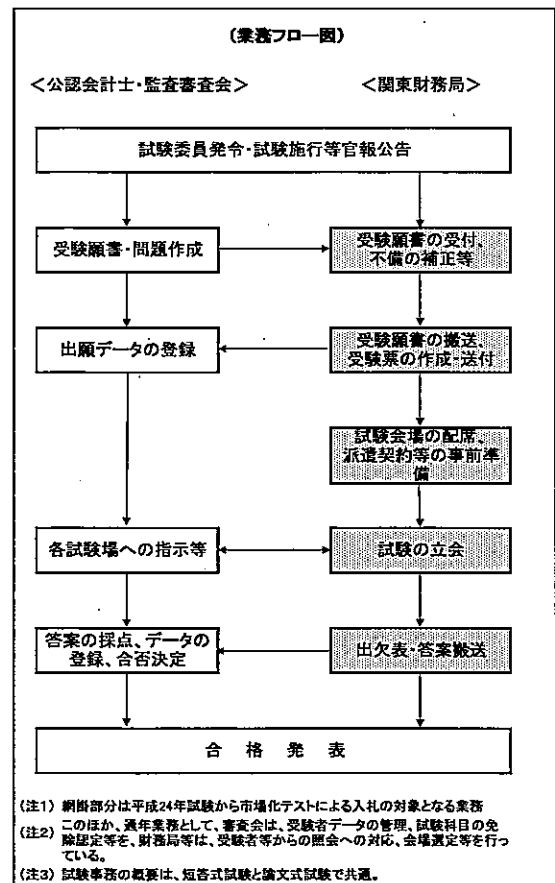 (業務フロー図)
<公認会計士・監査審査会>
<関東財務局>
試験委員発令・試験施行等官報公告
受験願書・問題作成
受験願書の受付、
不備の補正等
出願データの登録
受験願書の搬送、
受験票の作成・送付
試験会場の配席、
派遣契約等の事前準
備
各試験場への指示等
試験の立会
答案の採点、データの
登録、合否決定
出欠表・答案搬送
合 格 発 表
(注1) 網掛部分は平成24年試験から市場化テストによる入札の対象となる業務
(注2) このほか、通年業務として、審査会は、受験者データの管理、試験科目の免
除認定等を、財務局等は、受験者等からの照会への対応、会場選定等を行っ
ている。
(注3) 試験事務の概要は、短答式試験と論文式試験で共通。